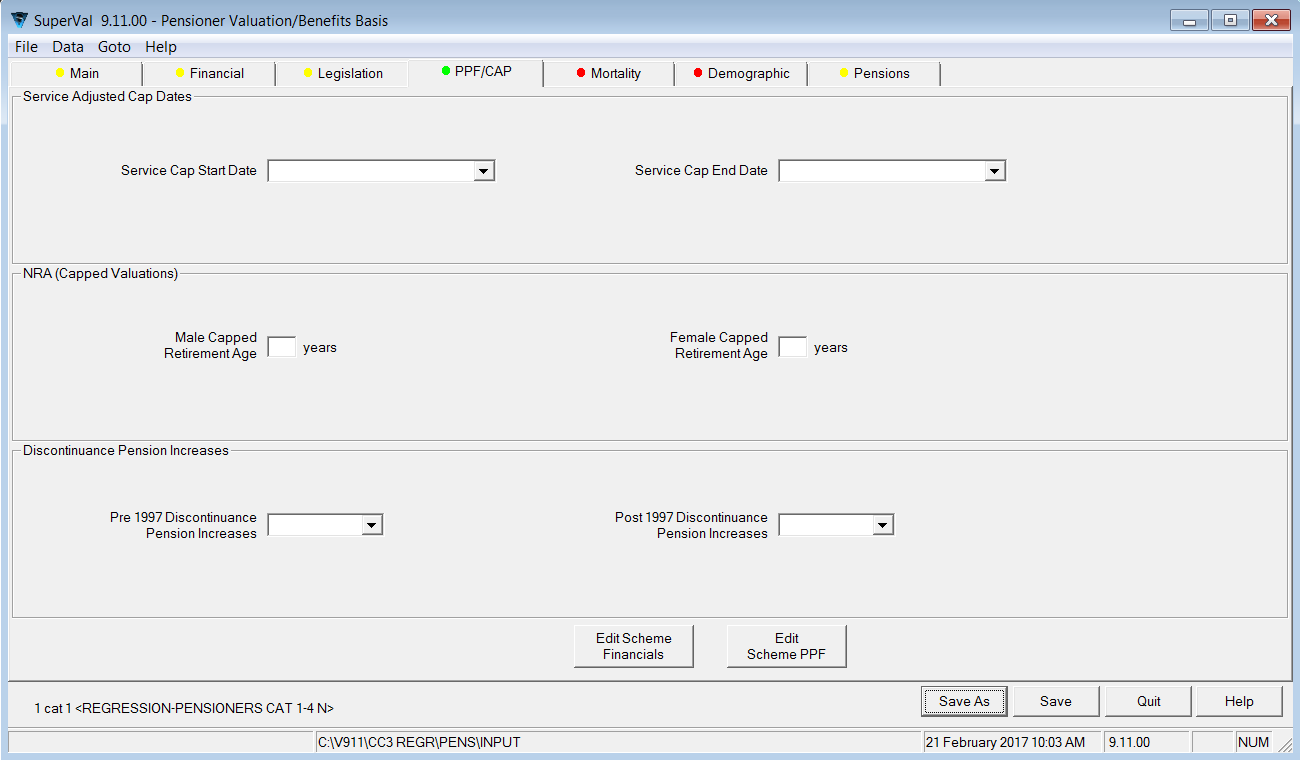 SuperVal 9.11.00 - Pensioner Valuation/Benefits Basis
File Data Goto Help
Main Financial Legislation PPF/CAP Mortality Demographic Pensions
Service Adjusted Cap Dates
Service Cap Start Date Service Cap End Date
NRA (Capped Valuations)
Male Capped
Retirement Age
years
Female Capped
Retirement Age
years
Discontinuance Pension Increases
Pre 1997 Discontinuance
Pension Increases
Post 1997 Discontinuance
Pension Increases
Edit Scheme
Financials
Edit
Scheme PPF
1 cat 1 <REGRESSION-PENSIONERS CAT 1-4 N>
Save As Save Quit Help
C:\V911\CC3 REGR\PENS\INPUT 21 February 2017 10:03 AM 9.11.00 NUM